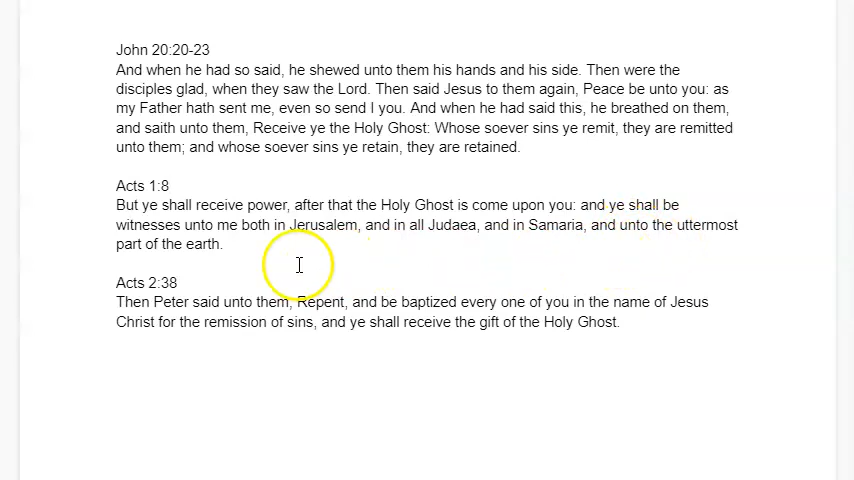 John 20:20-23
And when he had so said, he shewed unto them his hands and his side. Then were the
disciples glad, when they saw the Lord. Then said Jesus to them again, Peace be unto you: as
my Father hath sent me, even so send I you. And when he had said this, he breathed on them,
and saith unto them, Receive ye the Holy Ghost: Whose soever sins ye remit, they are remitted
unto them; and whose soever sins ye retain, they are retained.
Acts 1:8
But ye shall receive power, after that the Holy Ghost is come upon you: and ye shall be
witnesses unto me both in Jerusalem, and in all Judaea, and in Samaria, and unto the uttermost
part of the earth.
Acts 2:38
Then Peter said unto them, Repent, and be baptized every one of you in the name of Jesus
Christ for the remission of sins, and ye shall receive the gift of the Holy Ghost.